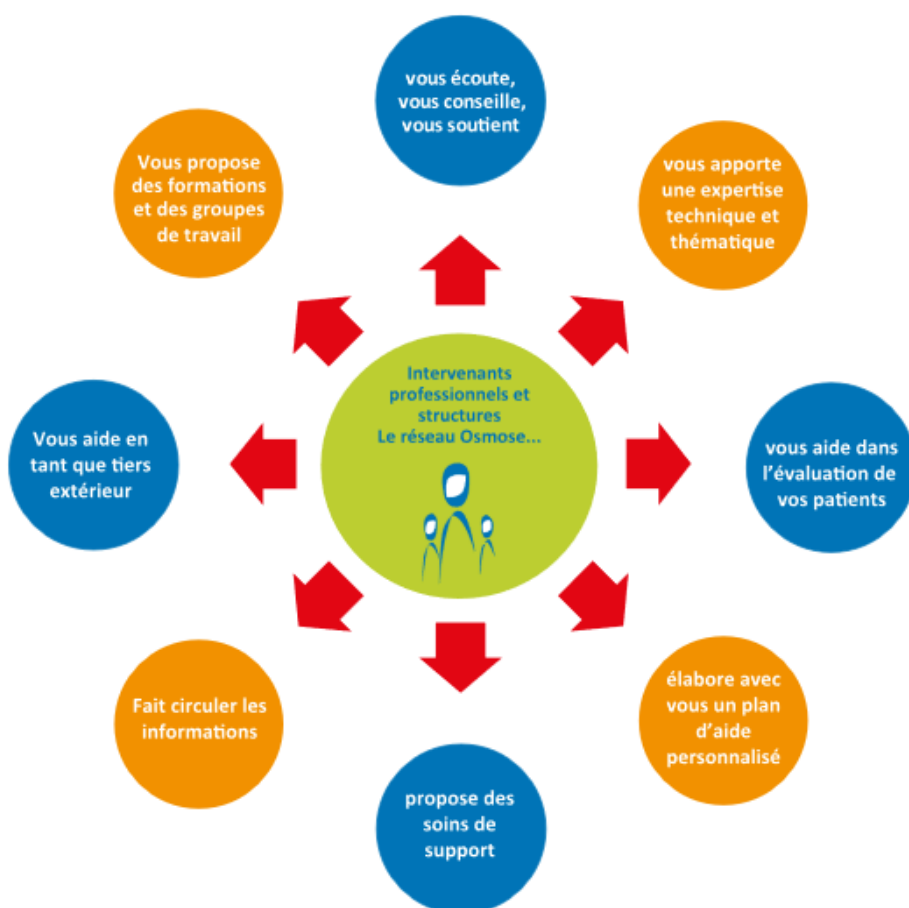 vous écoute,
vous conseille,
vous soutient
vous apporte
une expertise
technique et
thématique
vous aide dans
l'évaluation de
vos patients
élabore avec
vous un plan
d'aide
personnalisé
propose des
soins de
support
Fait circuler les
informations
Vous aide en
tant que tiers
extérieur
Vous propose
des formations
et des groupes
de travail
Intervenants
professionnels et
structures
Le réseau Osmose...